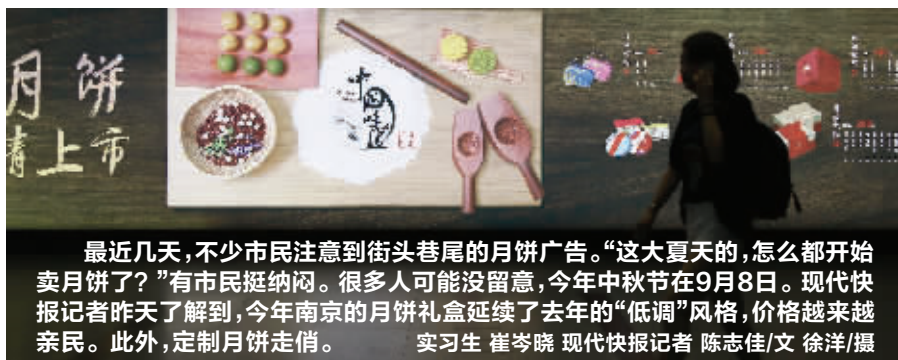 月饼
情上市
中国
最近几天,不少市民注意到街头巷尾的月饼广告。“这大夏天的,怎么都开始
卖月饼了？”有市民挺纳闷。很多人可能没留意,今年中秋节在9月8日。现代快
报记者昨天了解到,今年南京的月饼礼盒延续了去年的“低调”风格,价格越来越
亲民。此外,定制月饼走俏。 实习生 崔岑晓 现代快报记者 陈志佳/文 徐洋/摄